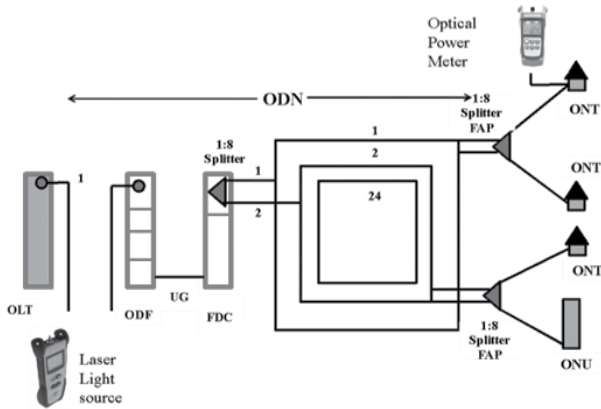 Optical
Power
Meter
ONT
ODN
1:8
Splitter
FAP
1
2
1:8
Splitter
1
2
24
ONT
1
ONT
OLT
ODF
UG
FDC
1:8
Splitter
FAP
ONU
Laser
Light
source